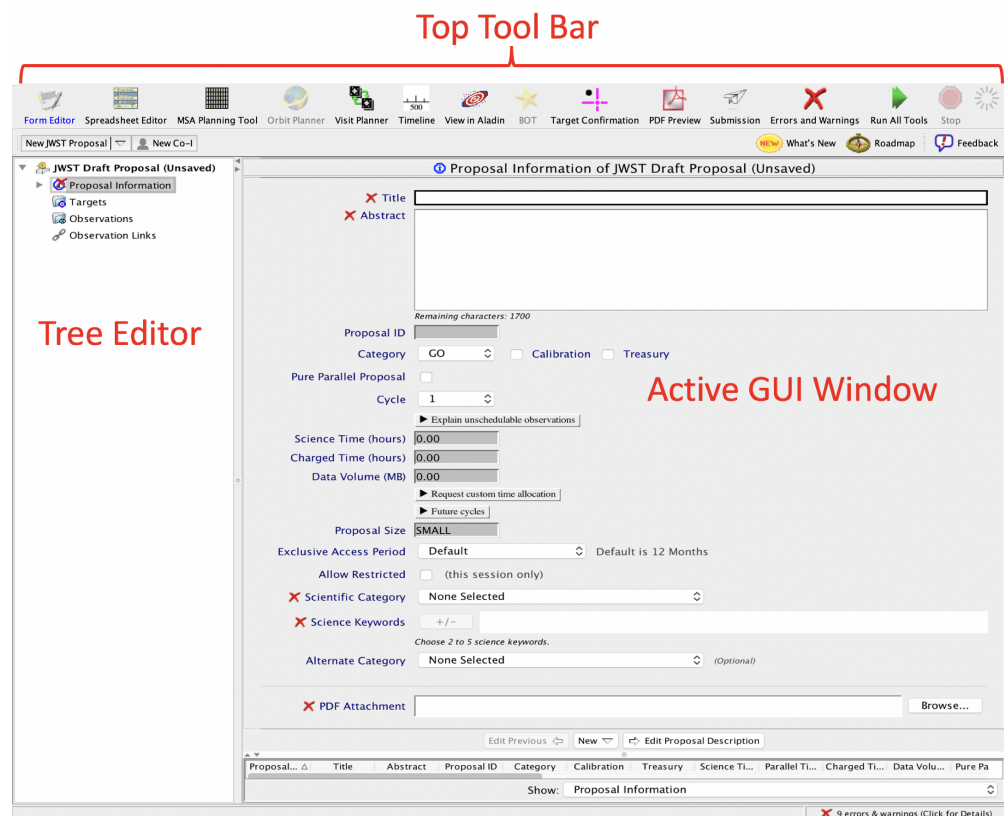 Top Tool Bar
500
Form Editor Spreadsheet Editor MSA Planning Tool Orbit Planner Visit Planner Timeline View in Aladin BOT Target Confirmation PDF Preview Submission Errors and Warnings Run All Tools Stop
New JWST Proposal New Co-I NEW What's New Roadmap Feedback
JWST Draft Proposal (Unsaved)
Proposal Information
Targets
Observations
Observation Links
Tree Editor
Proposal Information of JWST Draft Proposal (Unsaved)
Title
Abstract
Remaining characters: 1700
Proposal ID
Category GO Calibration Treasury
Pure Parallel Proposal
Active GUI Window
Cycle 1
Explain unschedulable observations
Science Time (hours) 0.00
Charged Time (hours) 0.00
Data Volume (MB) 0.00
Request custom time allocation
Future cycles
Proposal Size SMALL
Exclusive Access Period Default Default is 12 Months
Allow Restricted (this session only)
Scientific Category None Selected
Science Keywords +/-
Choose 2 to 5 science keywords.
Alternate Category None Selected (Optional)
PDF Attachment Browse...
Edit Previous New Edit Proposal Description
Proposal... Title Abstract Proposal ID Category Calibration Treasury Science Ti... Parallel Ti... Charged Ti... Data Volu... Pure Pa
Show: Proposal Information
9 errors & warnings (Click for Details)